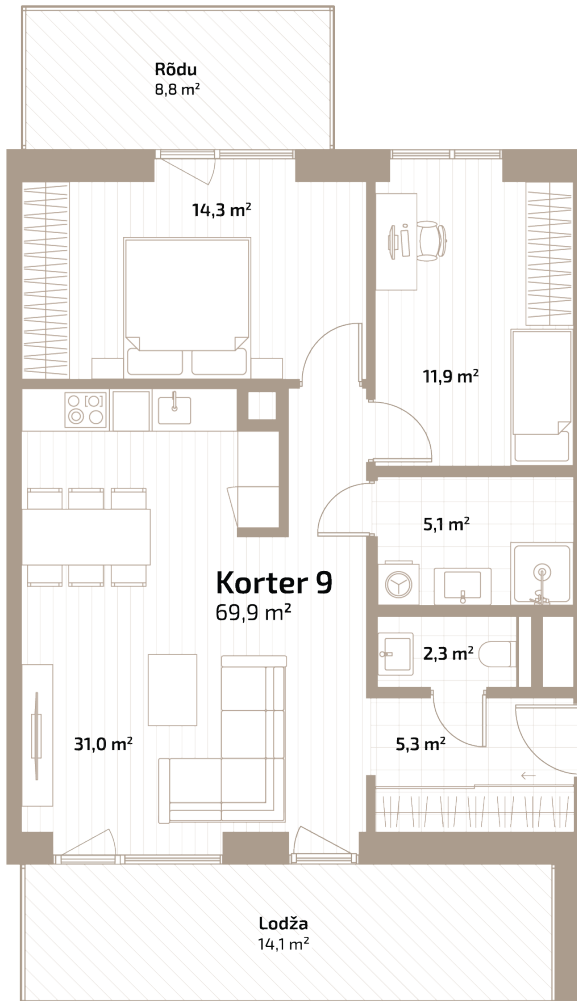 Rõdu
8,8 m²
14,3 m²
11,9 m²
5,1 m²
Korter 9
69,9 m²
2,3 m²
31,0 m²
5,3 m²
Lodža
14,1 m²